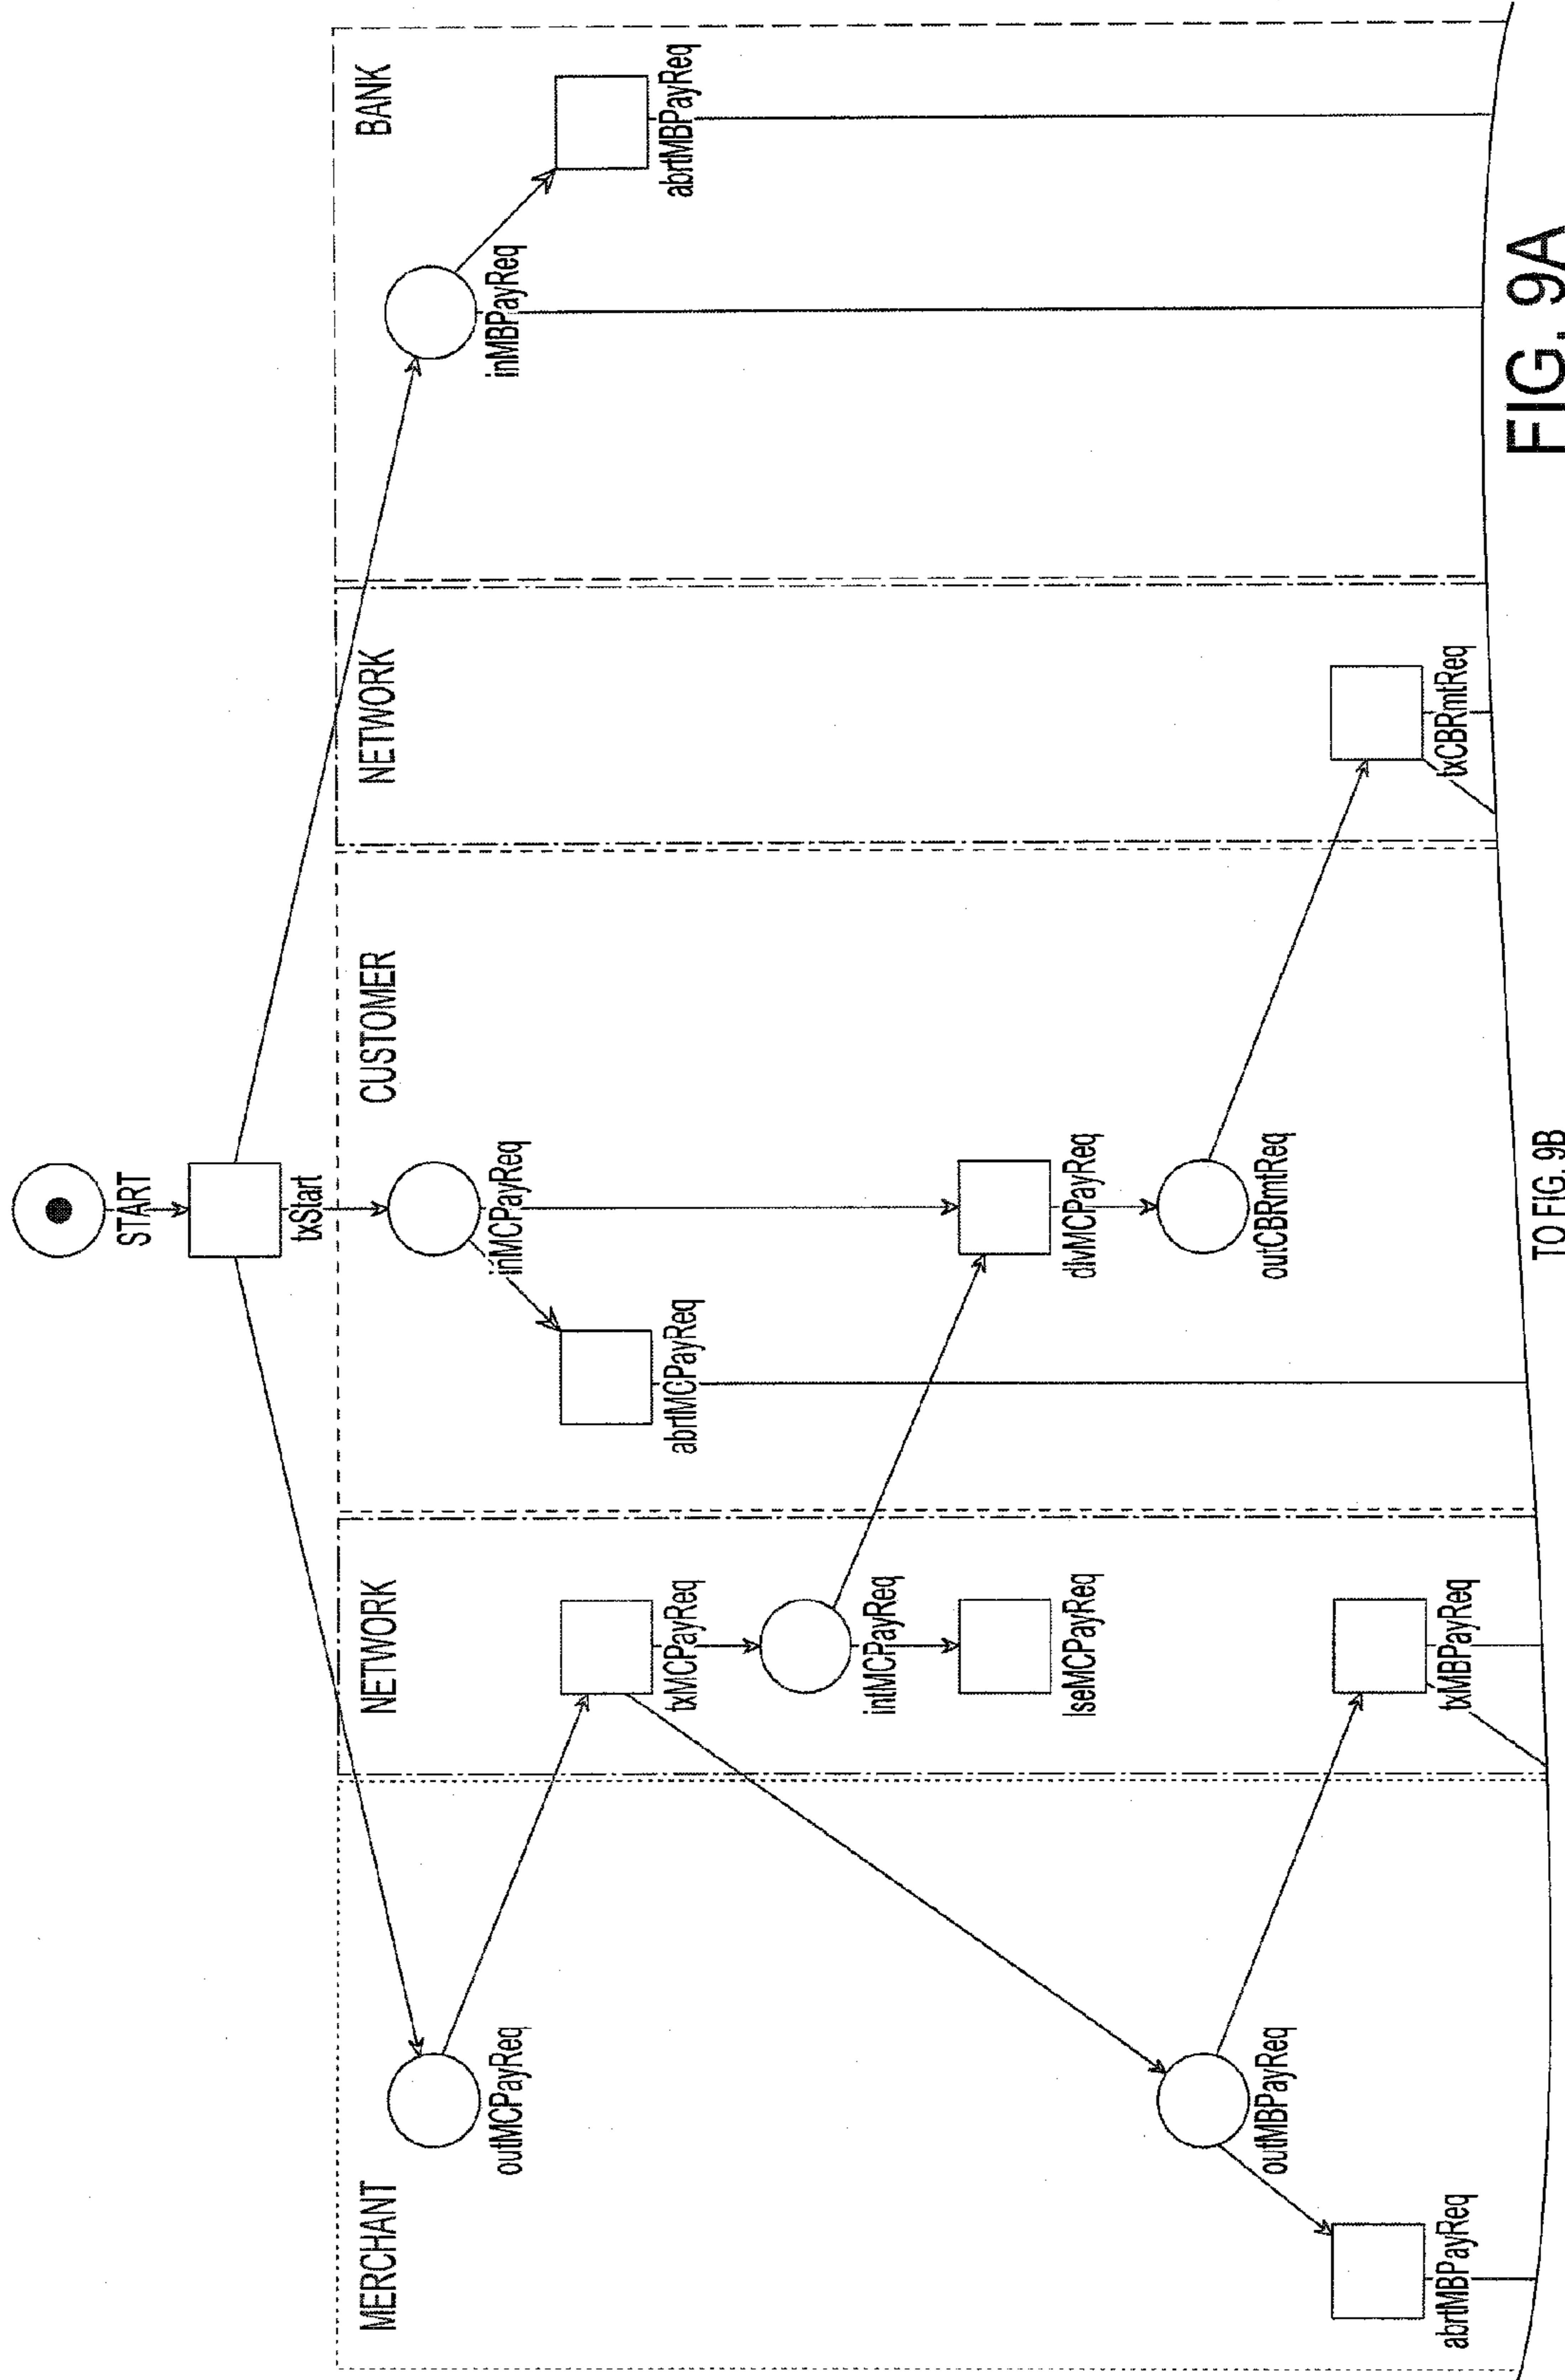 START
txStart
MERCHANT
NETWORK
CUSTOMER
NETWORK
BANK
outMCPayReq
inMCPayReq
inMBPayReq
txMCPayReq
abrtMCPayReq
abrtMBPayReq
intMCPayReq
lseMCPayReq
dlvMCPayReq
outMBPayReq
outCBRmtReq
abrtMBPayReq
txMBPayReq
txCBRmtReq
TO FIG. 9B
FIG. 9A